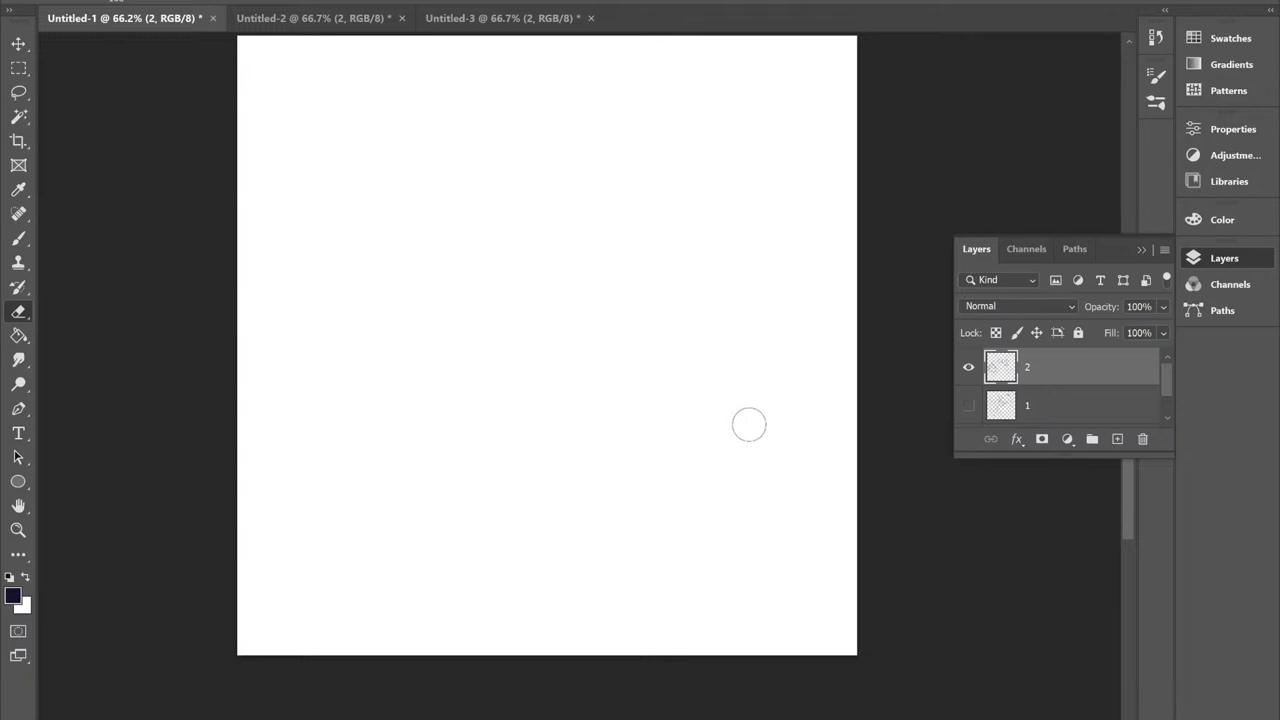 Untitled-1 @ 66.2% (2, RGB/8) *
Untitled-2 @ 66.7% (2, RGB/8) *
Untitled-3 @ 66.7% (2, RGB/8) *
Swatches
Gradients
Patterns
Properties
Adjustme...
Libraries
Color
Layers
Channels
Paths
Layers Channels Paths
Kind
Normal Opacity: 100%
Lock: Fill: 100%
2
1
fx